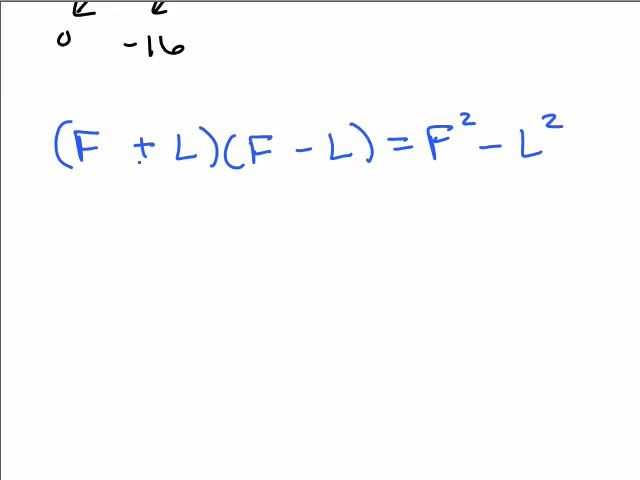 0 -16
(F + L)(F - L) = F² - L²